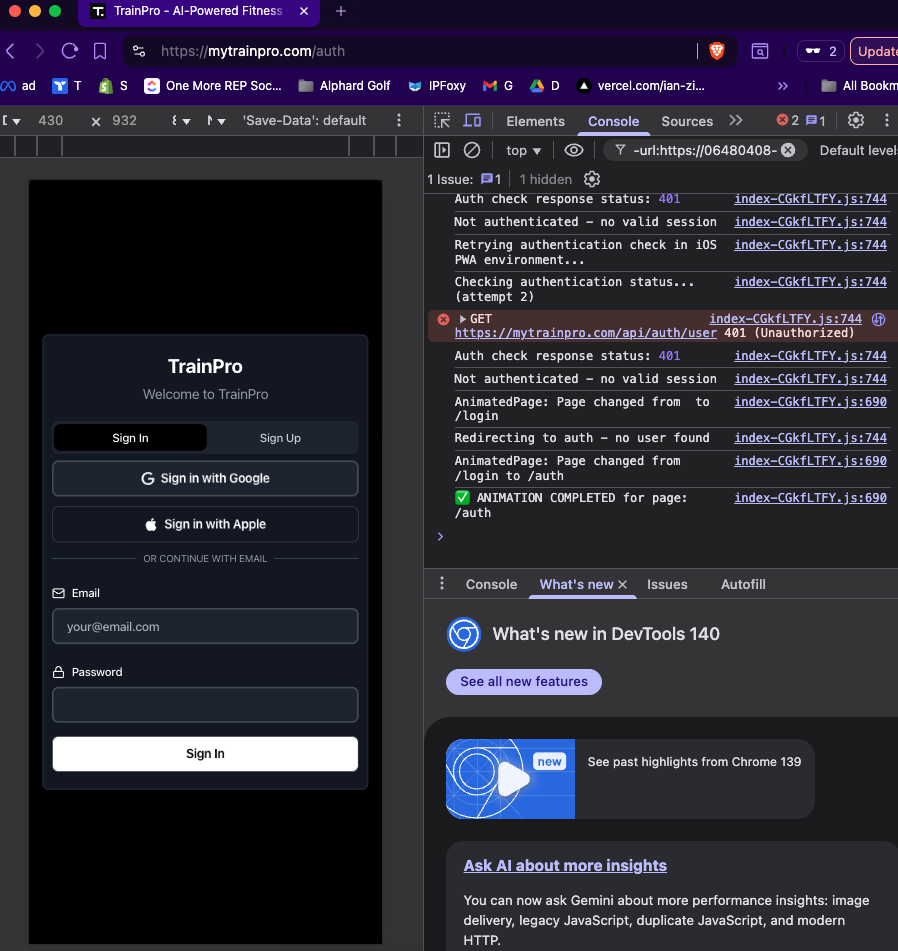 TrainPro - AI-Powered Fitness
https://mytrainpro.com/auth
2
Update
ad
T
S
One More REP Soc...
Alphard Golf
IPFoxy
G
D
vercel.com/ian-zi...
»
All Bookm
430
×
932
'Save-Data': default
Elements
Console
Sources
2
1
top
-url:https://06480408-
Default levels
1 Issue:
1
1 hidden
Auth check response status: 401
index-CGkfLTFY.js:744
Not authenticated – no valid session
index-CGkfLTFY.js:744
Retrying authentication check in iOS
index-CGkfLTFY.js:744
PWA environment...
Checking authentication status...
index-CGkfLTFY.js:744
(attempt 2)
GET
index-CGkfLTFY.js:744
https://mytrainpro.com/api/auth/user 401 (Unauthorized)
Auth check response status: 401
index-CGkfLTFY.js:744
Not authenticated – no valid session
index-CGkfLTFY.js:744
AnimatedPage: Page changed from  to
index-CGkfLTFY.js:690
/login
Redirecting to auth – no user found
index-CGkfLTFY.js:744
AnimatedPage: Page changed from
index-CGkfLTFY.js:690
/login to /auth
✅ ANIMATION COMPLETED for page:
index-CGkfLTFY.js:690
/auth
TrainPro
Welcome to TrainPro
Sign In
Sign Up
G Sign in with Google
Sign in with Apple
OR CONTINUE WITH EMAIL
Email
your@email.com
Password
Sign In
Console
What's new
Issues
Autofill
What's new in DevTools 140
See all new features
new
See past highlights from Chrome 139
Ask AI about more insights
You can now ask Gemini about more performance insights: image
delivery, legacy JavaScript, duplicate JavaScript, and modern
HTTP.